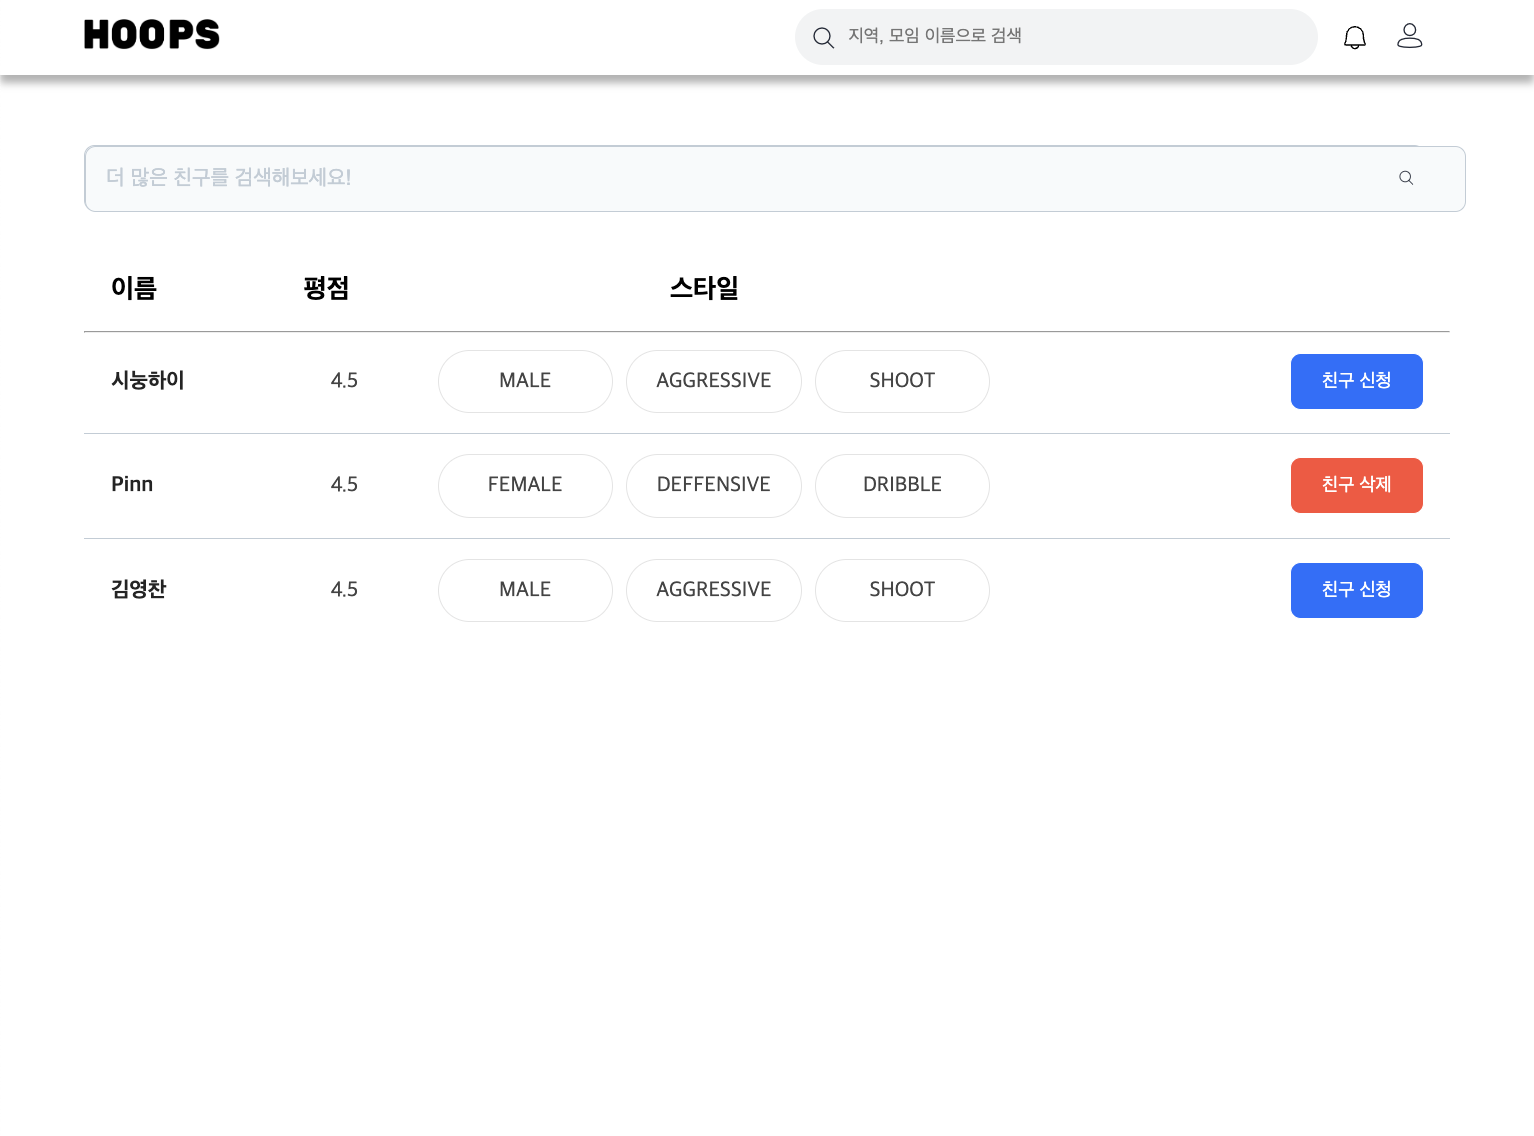 HOOPS 지역, 모임 이름으로 검색
더 많은 친구를 검색해보세요!
이름 평점 스타일
시눙하이 4.5 MALE AGGRESSIVE SHOOT 친구 신청
Pinn 4.5 FEMALE DEFFENSIVE DRIBBLE 친구 삭제
김영찬 4.5 MALE AGGRESSIVE SHOOT 친구 신청